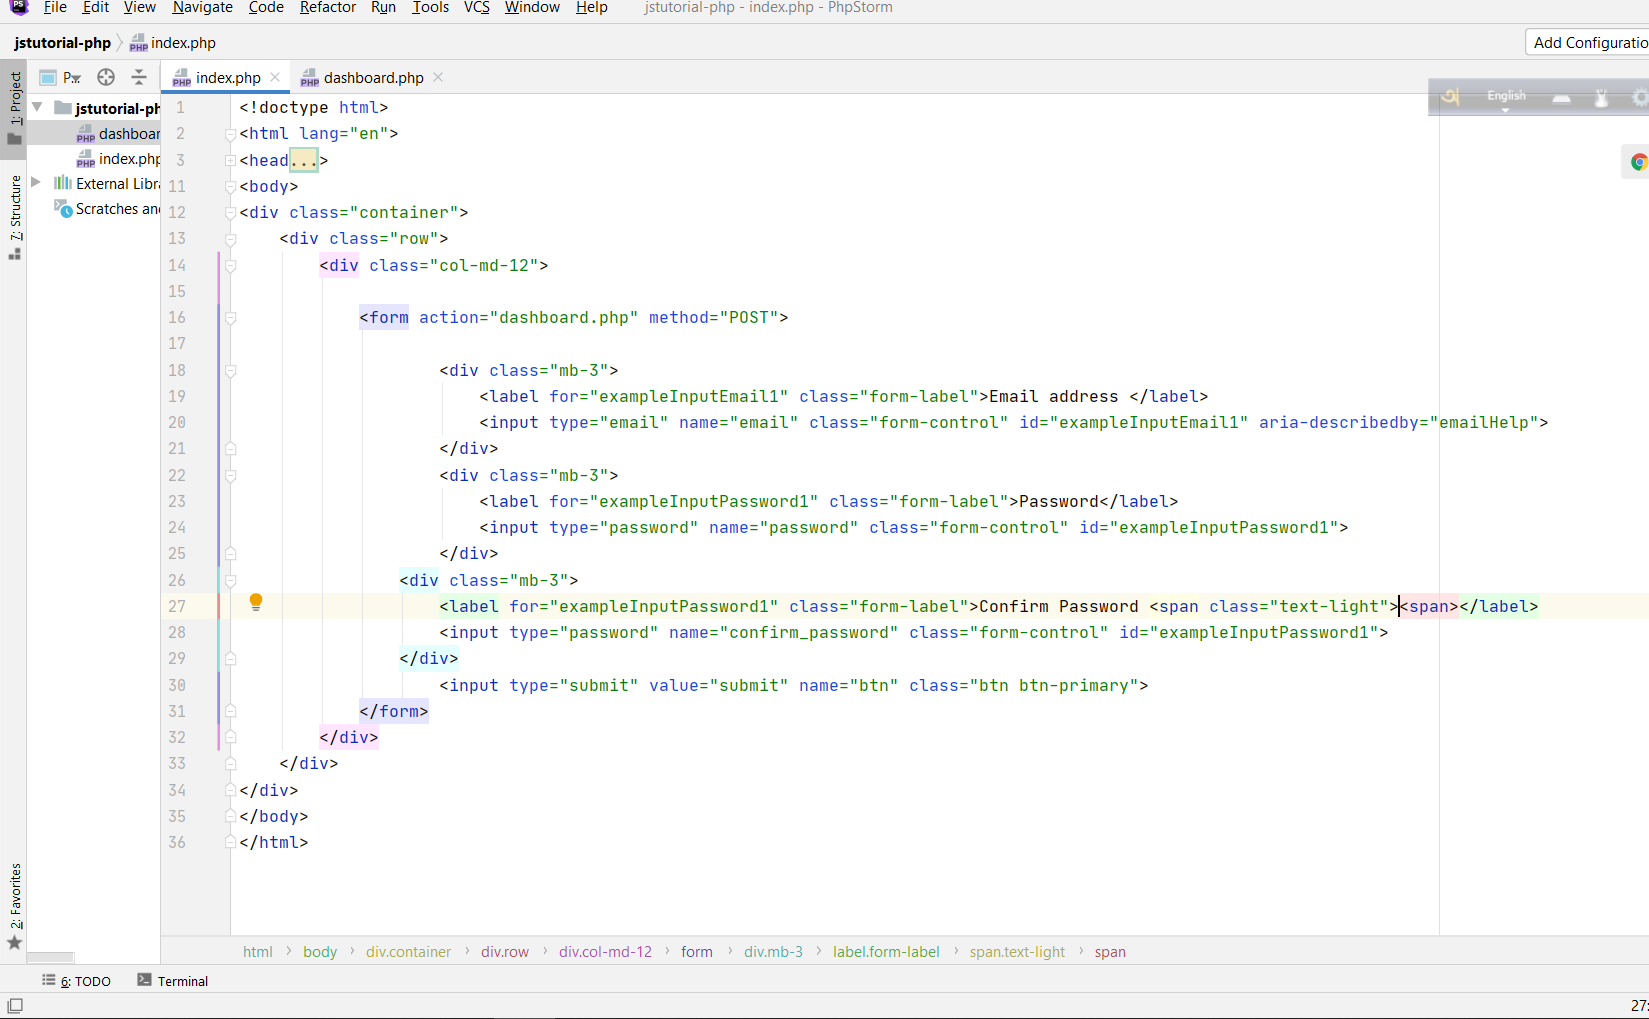 PS File Edit View Navigate Code Refactor Run Tools VCS Window Help jstutorial-php - index.php - PhpStorm
jstutorial-php index.php Add Configuratio
1: Project P.. index.php dashboard.php
jstutorial-ph
dashboar
index.php
External Libra
Scratches and
7: Structure
2: Favorites
অ English
1 <!doctype html>
2 <html lang="en">
3 <head...>
11 <body>
12 <div class="container">
13 <div class="row">
14 <div class="col-md-12">
15
16 <form action="dashboard.php" method="POST">
17
18 <div class="mb-3">
19 <label for="exampleInputEmail1" class="form-label">Email address </label>
20 <input type="email" name="email" class="form-control" id="exampleInputEmail1" aria-describedby="emailHelp">
21 </div>
22 <div class="mb-3">
23 <label for="exampleInputPassword1" class="form-label">Password</label>
24 <input type="password" name="password" class="form-control" id="exampleInputPassword1">
25 </div>
26 <div class="mb-3">
27 <label for="exampleInputPassword1" class="form-label">Confirm Password <span class="text-light"><span></label>
28 <input type="password" name="confirm_password" class="form-control" id="exampleInputPassword1">
29 </div>
30 <input type="submit" value="submit" name="btn" class="btn btn-primary">
31 </form>
32 </div>
33 </div>
34 </div>
35 </body>
36 </html>
html › body › div.container › div.row › div.col-md-12 › form › div.mb-3 › label.form-label › span.text-light › span
6: TODO Terminal
27: